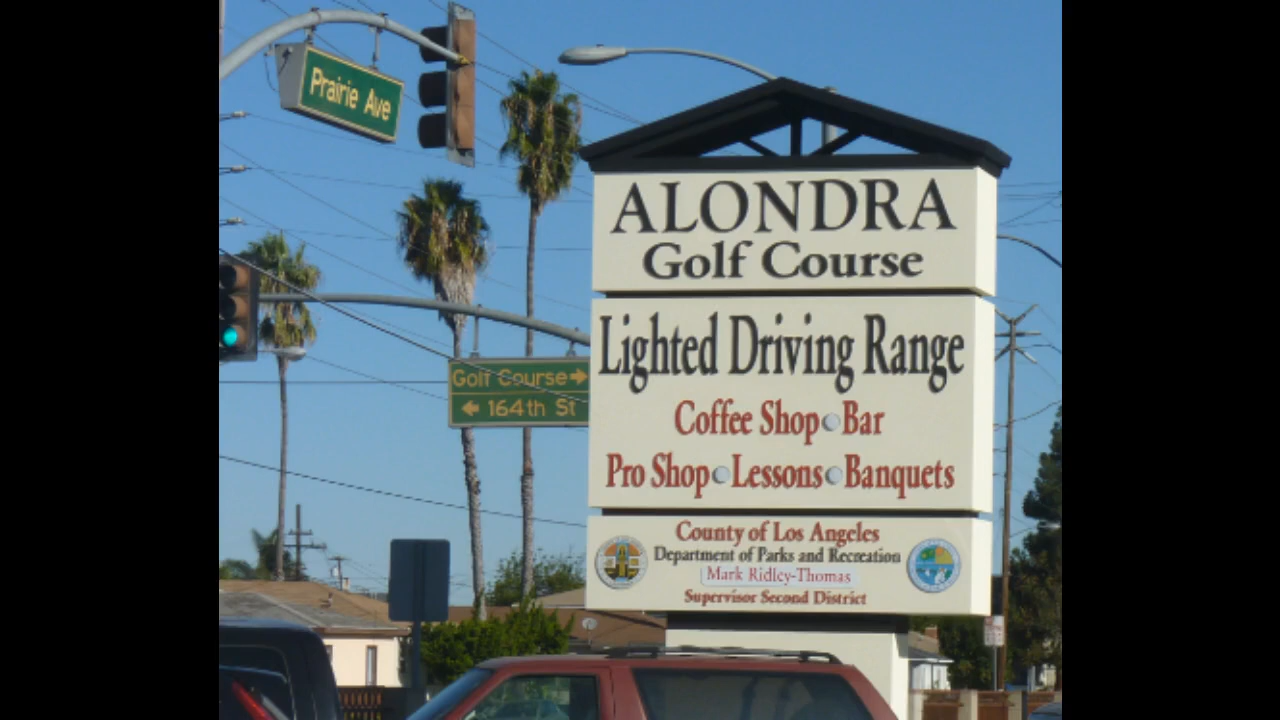 Prairie Ave
ALONDRA
Golf Course
Lighted Driving Range
Coffee Shop Bar
Pro Shop Lessons Banquets
County of Los Angeles
Department of Parks and Recreation
Mark Ridley-Thomas
Supervisor Second District
Golf Course →
← 164th St